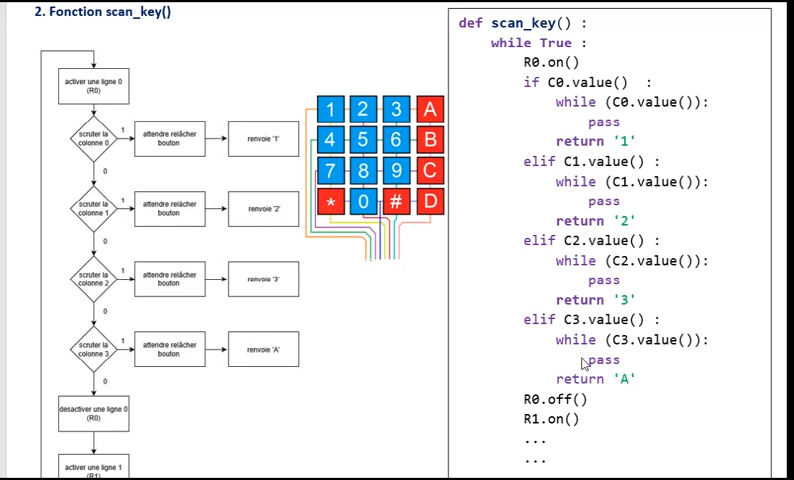 2. Fonction scan_key()
activer une ligne 0
(R0)
scruter la
colonne 0
1
attendre relâcher
bouton
renvoie '1'
0
scruter la
colonne 1
1
attendre relâcher
bouton
renvoie '2'
0
scruter la
colonne 2
1
attendre relâcher
bouton
renvoie '3'
0
scruter la
colonne 3
1
attendre relâcher
bouton
renvoie 'A'
0
desactiver une ligne 0
(R0)
activer une ligne 1
(R1)
1 2 3 A
4 5 6 B
7 8 9 C
* 0 # D
def scan_key() :
while True :
R0.on()
if C0.value()  :
while (C0.value()):
pass
return '1'
elif C1.value() :
while (C1.value()):
pass
return '2'
elif C2.value() :
while (C2.value()):
pass
return '3'
elif C3.value() :
while (C3.value()):
pass
return 'A'
R0.off()
R1.on()
...
...